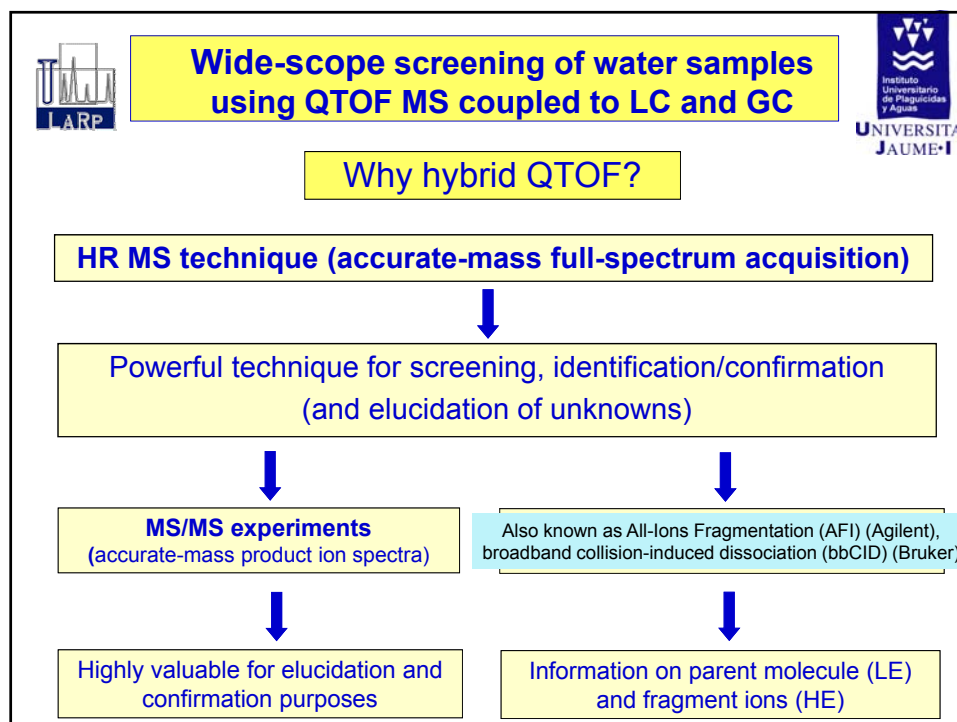 U
LARP
Wide-scope screening of water samples
using QTOF MS coupled to LC and GC
Instituto
Universitario
de Plaguicidas
y Aguas
UNIVERSITA
JAUME•I
Why hybrid QTOF?
HR MS technique (accurate-mass full-spectrum acquisition)
Powerful technique for screening, identification/confirmation
(and elucidation of unknowns)
MS/MS experiments
(accurate-mass product ion spectra)
Also known as All-Ions Fragmentation (AFI) (Agilent),
broadband collision-induced dissociation (bbCID) (Bruker)
Highly valuable for elucidation and
confirmation purposes
Information on parent molecule (LE)
and fragment ions (HE)